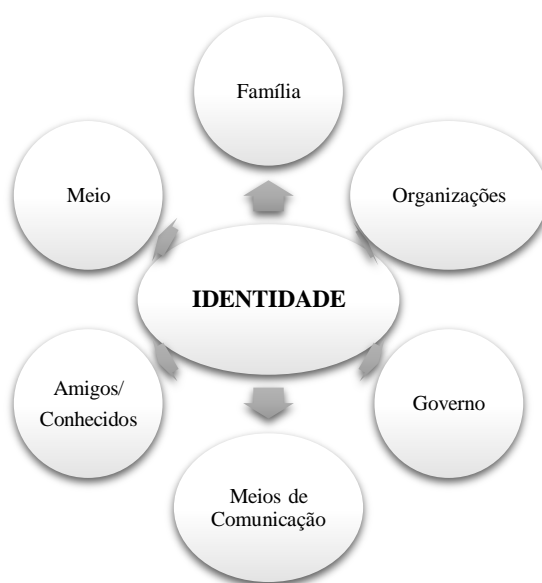 Família
Meio
Organizações
IDENTIDADE
Amigos/
Conhecidos
Governo
Meios de
Comunicação